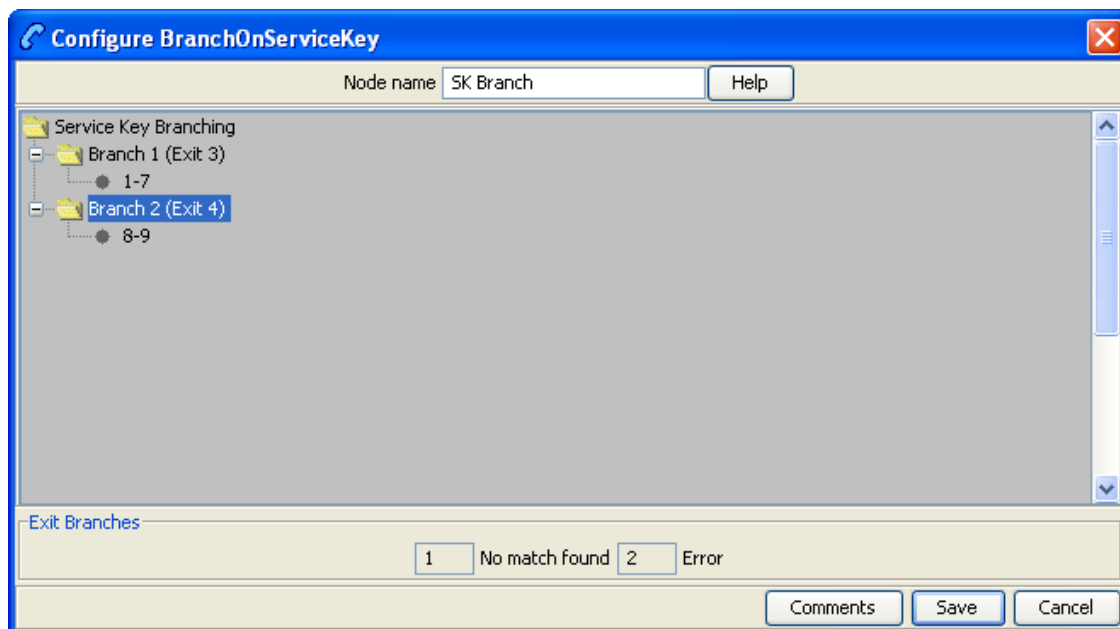 Configure BranchOnServiceKey
Node name SK Branch Help
Service Key Branching
Branch 1 (Exit 3)
1-7
Branch 2 (Exit 4)
8-9
Exit Branches
1 No match found 2 Error
Comments Save Cancel